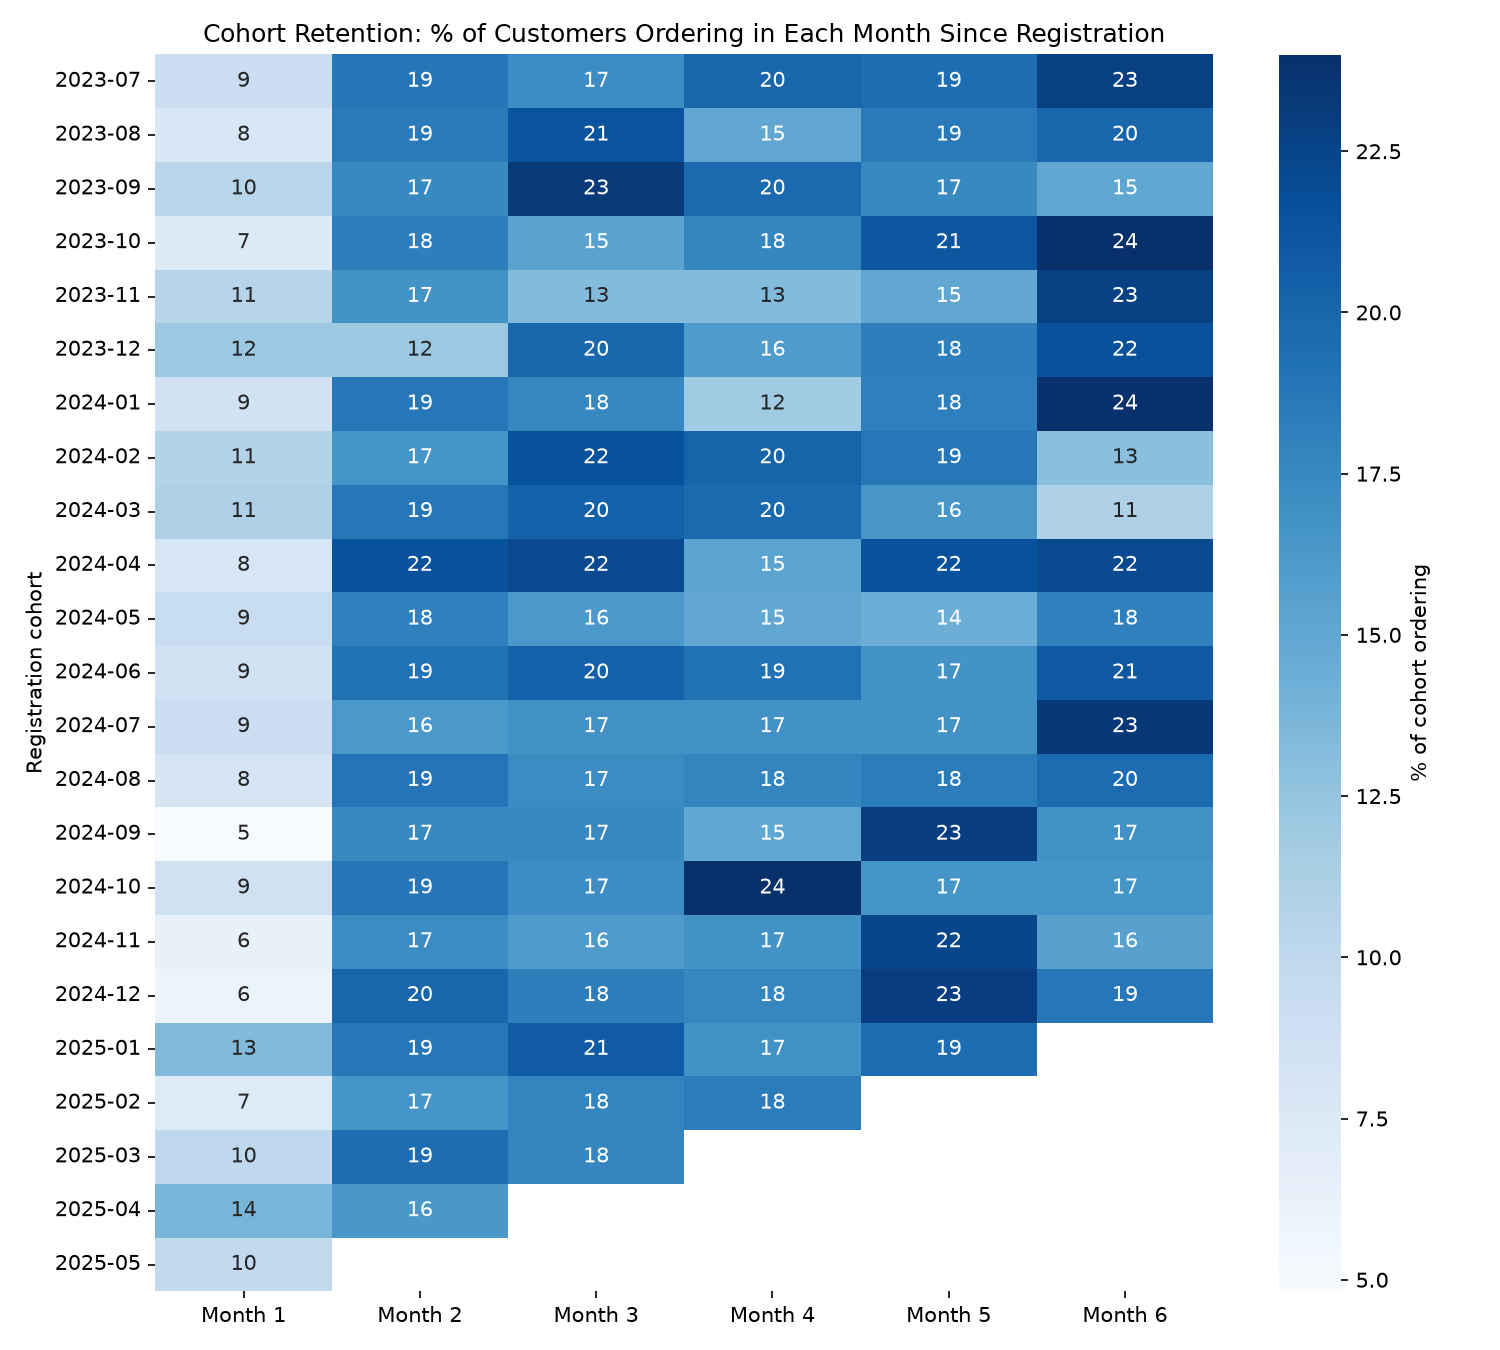 Cohort Retention: % of Customers Ordering in Each Month Since Registration
2023-07 9 19 17 20 19 23
2023-08 8 19 21 15 19 20
2023-09 10 17 23 20 17 15
2023-10 7 18 15 18 21 24
2023-11 11 17 13 13 15 23
2023-12 12 12 20 16 18 22
2024-01 9 19 18 12 18 24
2024-02 11 17 22 20 19 13
2024-03 11 19 20 20 16 11
2024-04 8 22 22 15 22 22
2024-05 9 18 16 15 14 18
2024-06 9 19 20 19 17 21
2024-07 9 16 17 17 17 23
2024-08 8 19 17 18 18 20
2024-09 5 17 17 15 23 17
2024-10 9 19 17 24 17 17
2024-11 6 17 16 17 22 16
2024-12 6 20 18 18 23 19
2025-01 13 19 21 17 19
2025-02 7 17 18 18
2025-03 10 19 18
2025-04 14 16
2025-05 10
Month 1 Month 2 Month 3 Month 4 Month 5 Month 6
Registration cohort
22.5
20.0
17.5
15.0
12.5
10.0
7.5
5.0
% of cohort ordering